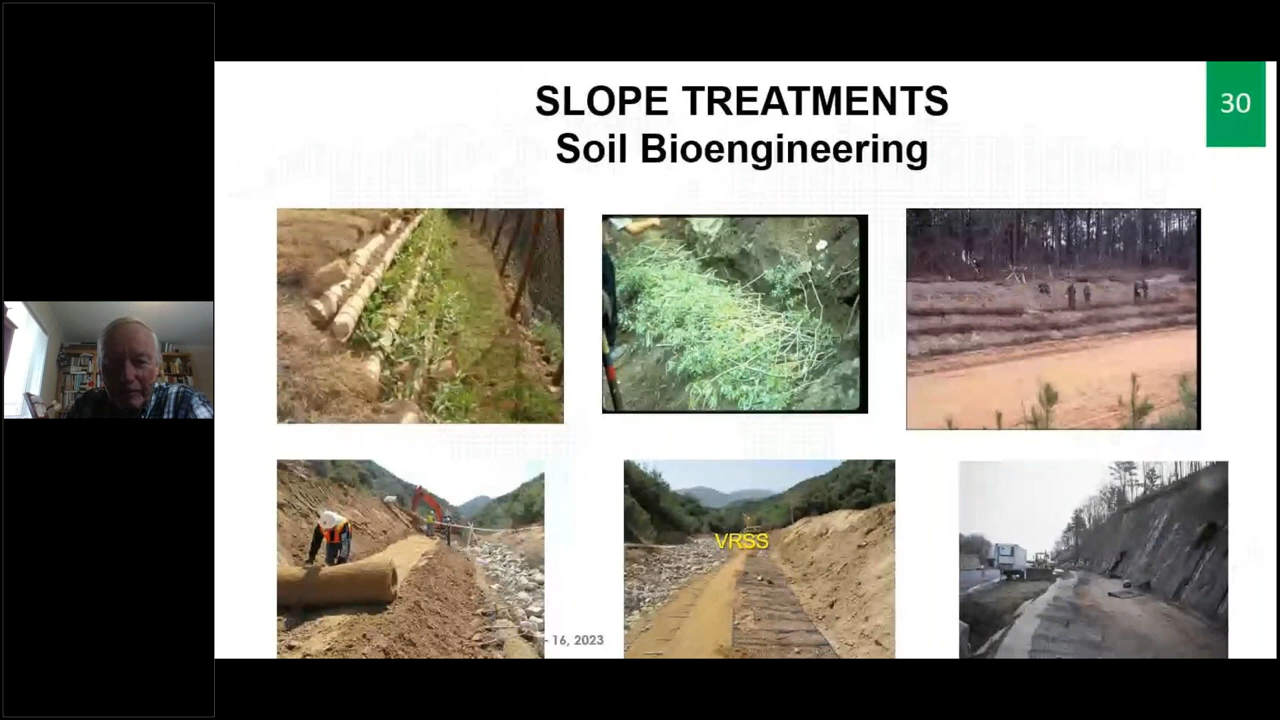 SLOPE TREATMENTS
30
Soil Bioengineering
VRSS
- 16, 2023